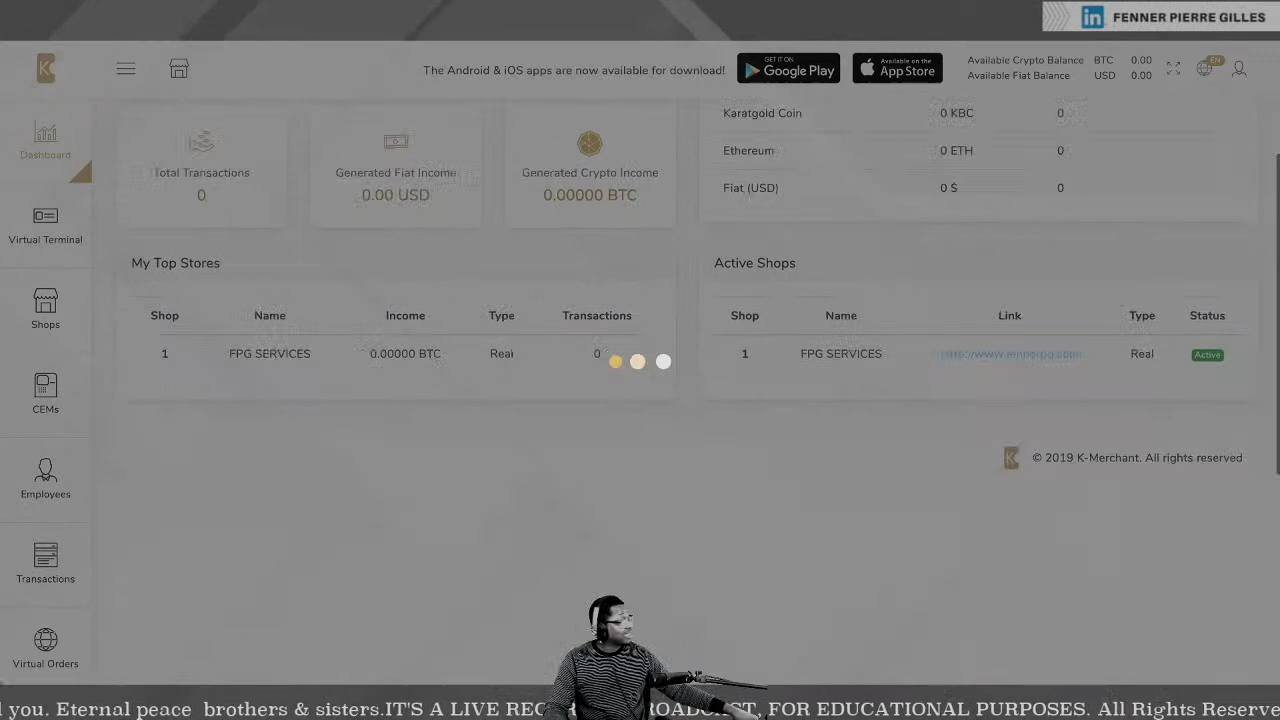 in FENNER PIERRE GILLES
The Android & iOS apps are now available for download!
GET IT ON
Google Play
Available on the
App Store
Available Crypto Balance BTC 0.00
Available Fiat Balance USD 0.00
EN
Dashboard
Virtual Terminal
Shops
CEMs
Employees
Transactions
Virtual Orders
Total Transactions
0
Generated Fiat Income
0.00 USD
Generated Crypto Income
0.00000 BTC
Karatgold Coin 0 KBC 0
Ethereum 0 ETH 0
Fiat (USD) 0 $ 0
My Top Stores
Shop Name Income Type Transactions
1 FPG SERVICES 0.00000 BTC Real 0
Active Shops
Shop Name Link Type Status
1 FPG SERVICES Real Active
K © 2019 K-Merchant. All rights reserved
you. Eternal peace brothers & sisters.IT'S A LIVE FOR EDUCATIONAL PURPOSES. All Rights